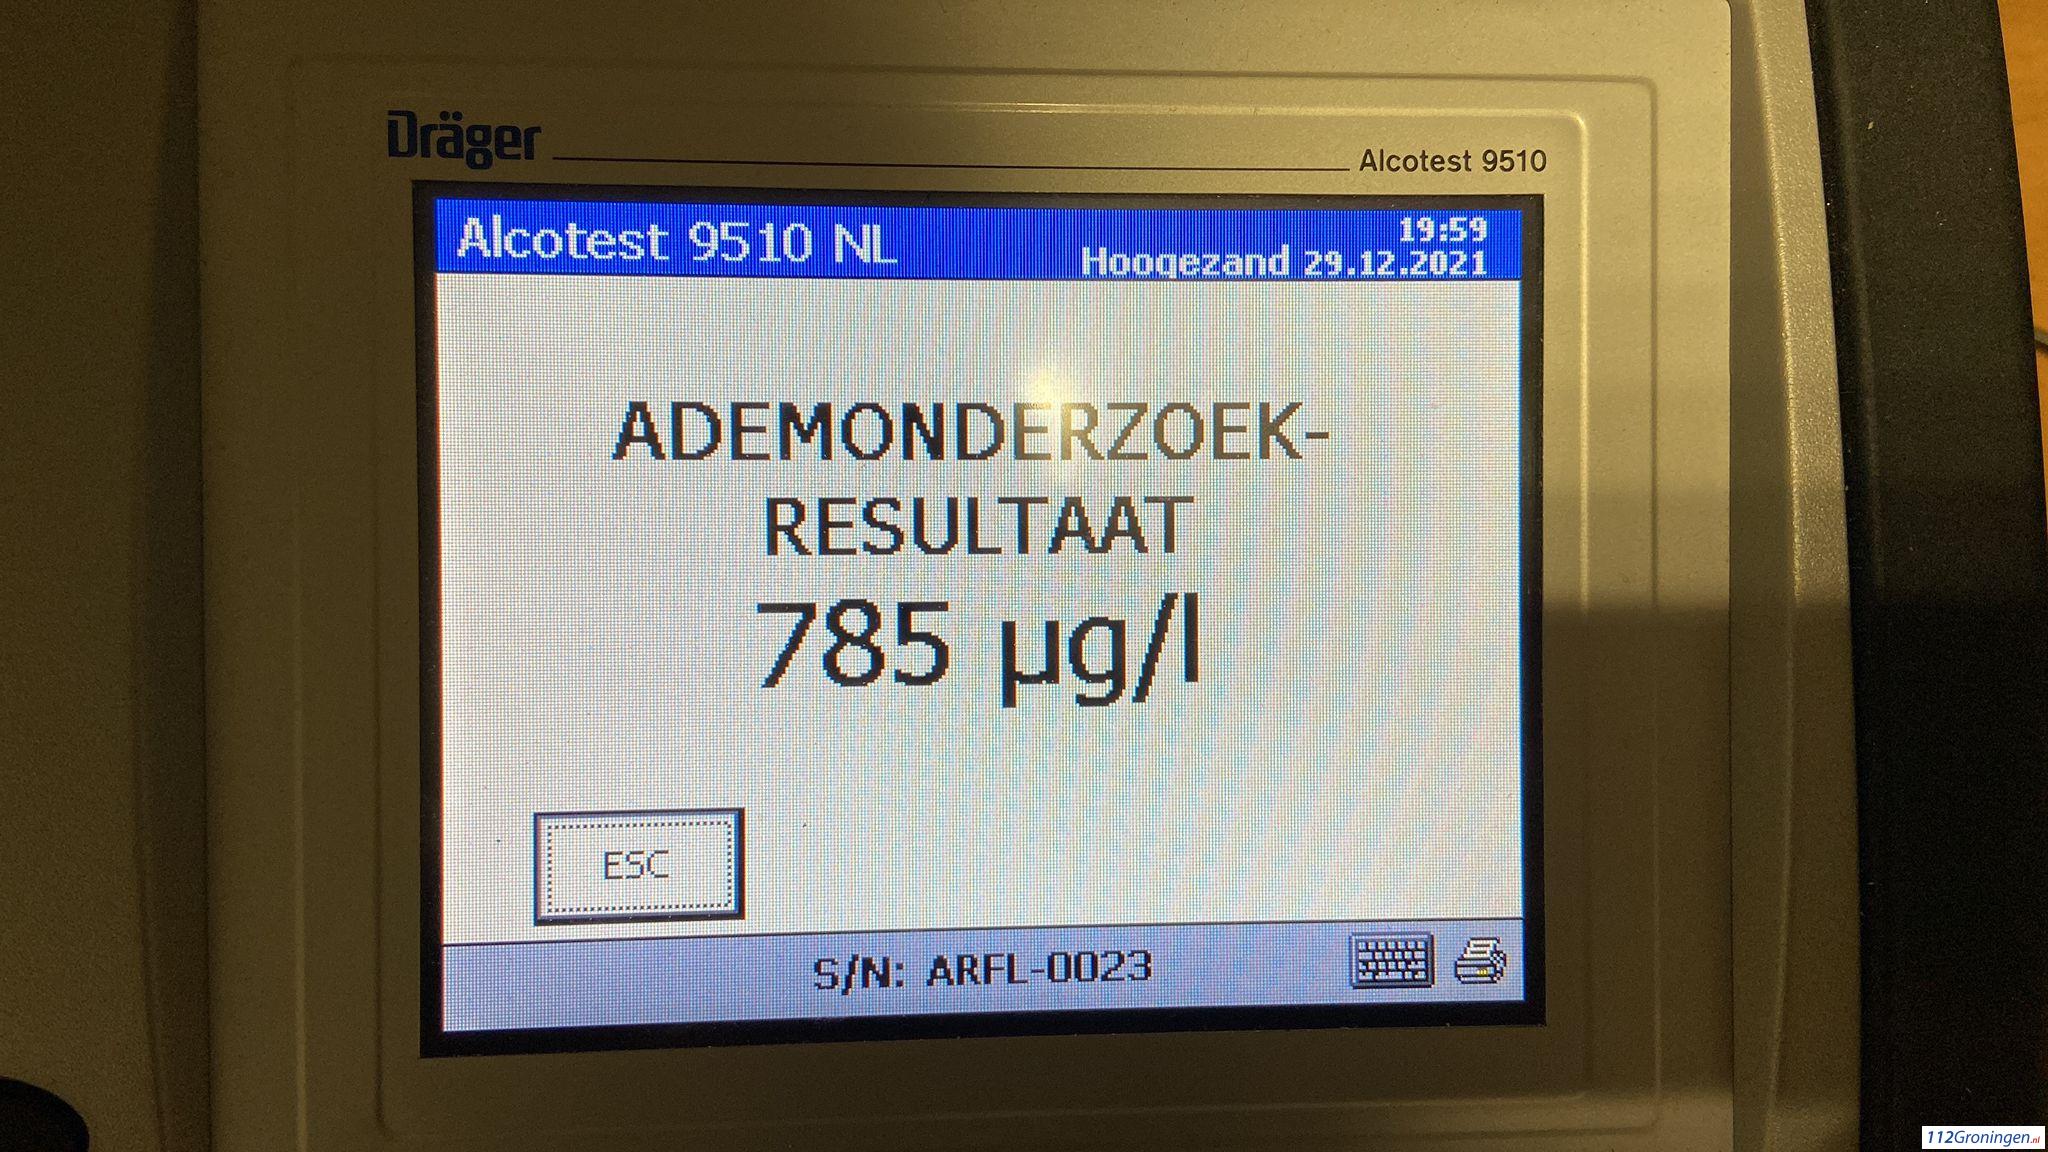 Dräger
Alcotest 9510
Alcotest 9510 NL
19:59
Hoogezand 29.12.2021
ADEMONDERZOEK-
RESULTAAT
785 µg/l
ESC
S/N: ARFL-0023
112Groningen.nl